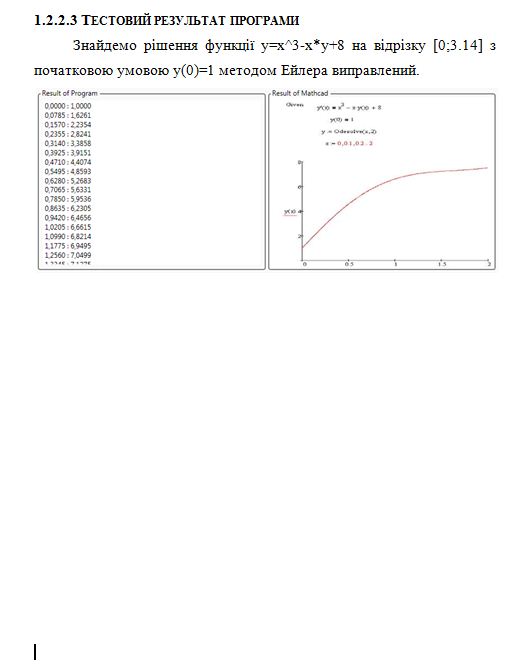 1.2.2.3 ТЕСТОВИЙ РЕЗУЛЬТАТ ПРОГРАМИ
Знайдемо рішення функції y=x^3-x*y+8 на відрізку [0;3.14] з
початковою умовою y(0)=1 методом Ейлера виправлений.
Result of Program
0,0000 : 1,0000
0,0785 : 1,6261
0,1570 : 2,2354
0,2355 : 2,8241
0,3140 : 3,3858
0,3925 : 3,9151
0,4710 : 4,4074
0,5495 : 4,8593
0,6280 : 5,2683
0,7065 : 5,6331
0,7850 : 5,9536
0,8635 : 6,2305
0,9420 : 6,4656
1,0205 : 6,6615
1,0990 : 6,8214
1,1775 : 6,9495
1,2560 : 7,0499
Result of Mathcad
Given
y'(x) = x^3 - x·y(x) + 8
y(0) = 1
y = Odesolve(x,2)
x = 0,0.1,0.2..2
8
6
y(x) 4
2
0 0.5 1 1.5 2